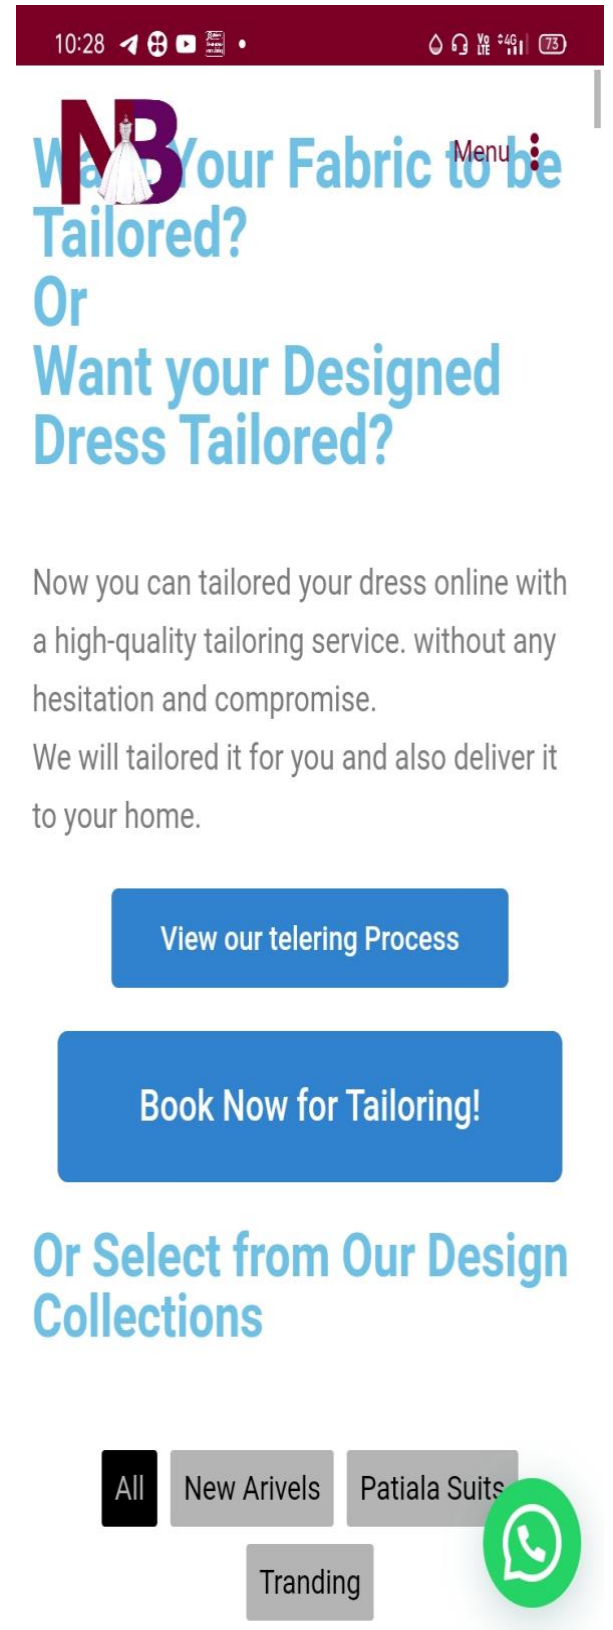 10:28
VoLTE 4G 73
NB
Menu
Want Your Fabric to be
Tailored?
Or
Want your Designed
Dress Tailored?
Now you can tailored your dress online with
a high-quality tailoring service. without any
hesitation and compromise.
We will tailored it for you and also deliver it
to your home.
View our telering Process
Book Now for Tailoring!
Or Select from Our Design
Collections
All New Arivels Patiala Suits
Tranding